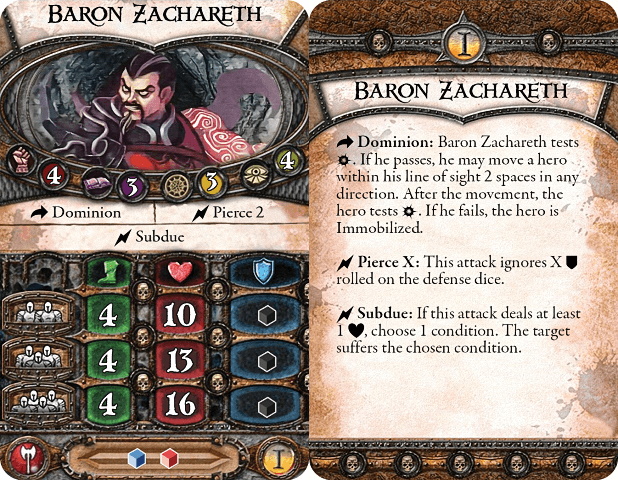 BARON ZACHARETH
4 3 3 4
Dominion Pierce 2
Subdue
4 10
4 13
4 16
I
I
BARON ZACHARETH
Dominion: Baron Zachareth tests
. If he passes, he may move a hero
within his line of sight 2 spaces in any
direction. After the movement, the
hero tests . If he fails, the hero is
Immobilized.
Pierce X: This attack ignores X
rolled on the defense dice.
Subdue: If this attack deals at least
1 , choose 1 condition. The target
suffers the chosen condition.